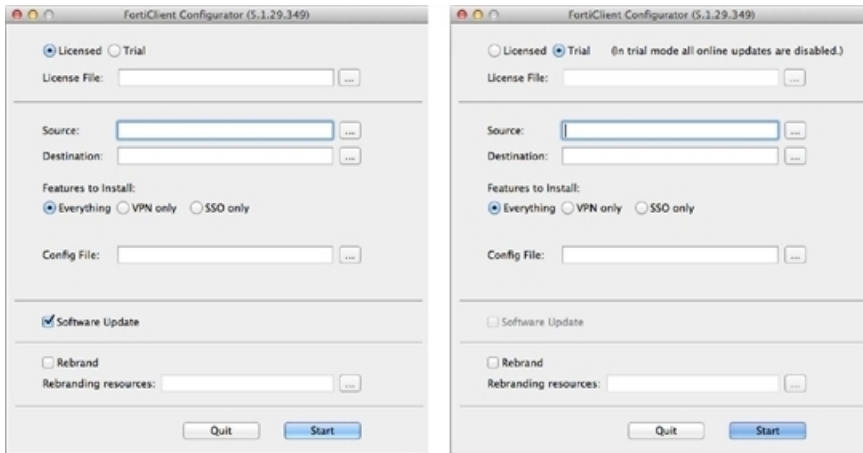 FortiClient Configurator (5.1.29.349)
Licensed Trial
License File: ...
Source: ...
Destination: ...
Features to Install:
Everything VPN only SSO only
Config File: ...
Software Update
Rebrand
Rebranding resources: ...
Quit Start
FortiClient Configurator (5.1.29.349)
Licensed Trial (In trial mode all online updates are disabled.)
License File: ...
Source: ...
Destination: ...
Features to Install:
Everything VPN only SSO only
Config File: ...
Software Update
Rebrand
Rebranding resources: ...
Quit Start